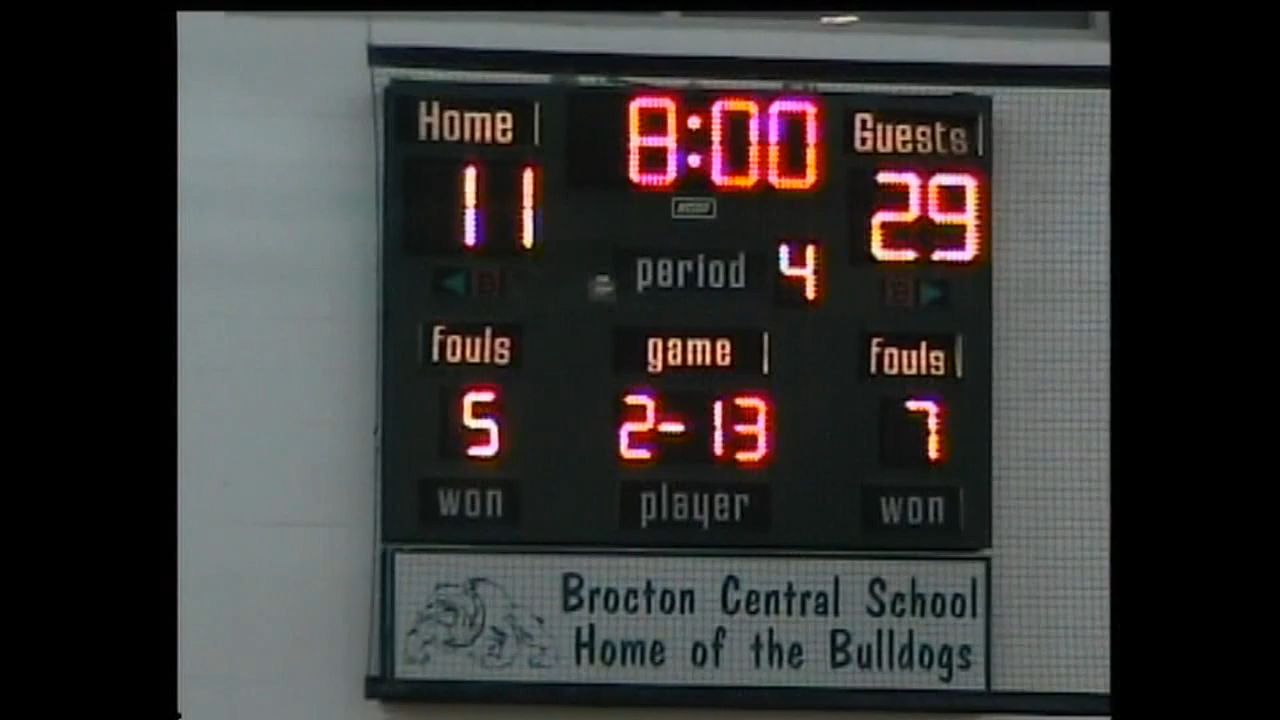 Home 8:00 Guests
11 29
period 4
fouls game fouls
5 2-13 7
won player won
Brocton Central School
Home of the Bulldogs